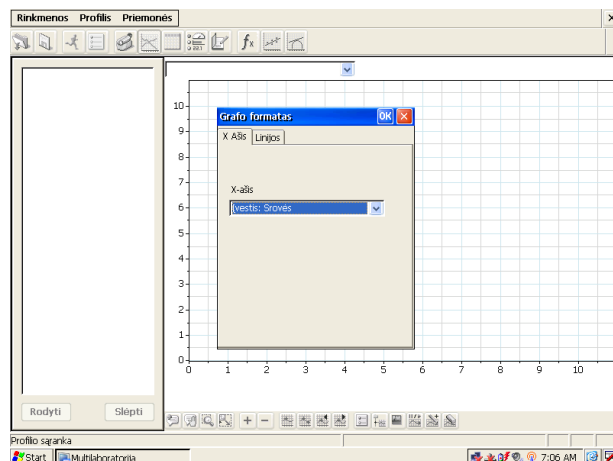 Rinkmenos Profilis Priemonės
Grafo formatas OK
X Ašis Linijos
X-ašis
Įvestis: Srovės
10
9
8
7
6
5
4
3
2
1
0
0 1 2 3 4 5 6 7 8 9 10
Rodyti Slėpti
Profilio sąranka
Start Multilaboratorija 7:06 AM